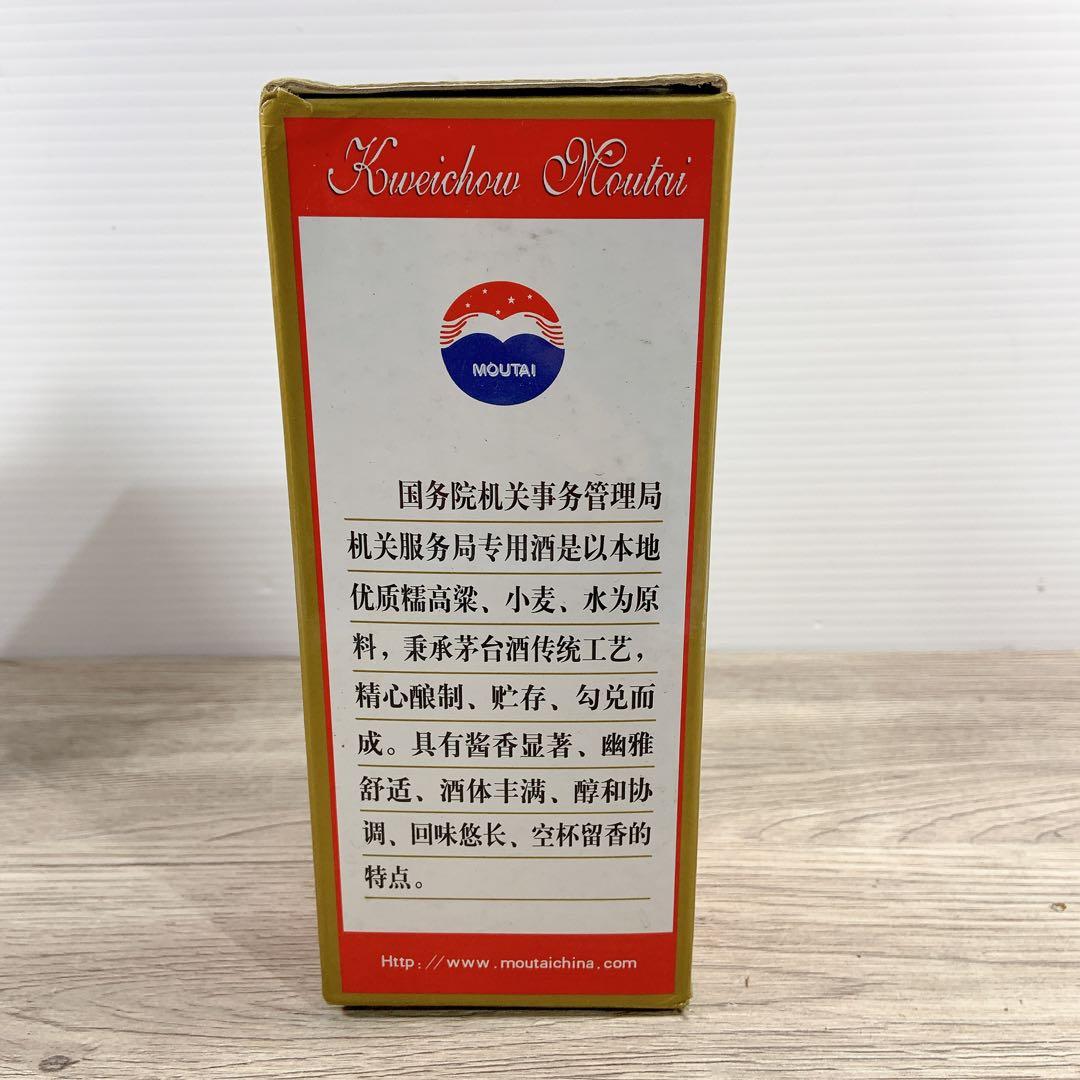 Kweichow Moutai
MOUTAI
国务院机关事务管理局
机关服务局专用酒是以本地
优质糯高粱、小麦、水为原
料，秉承茅台酒传统工艺，
精心酿制、贮存、勾兑而
成。具有酱香显著、幽雅
舒适、酒体丰满、醇和协
调、回味悠长、空杯留香的
特点。
Http://www.moutaichina.com